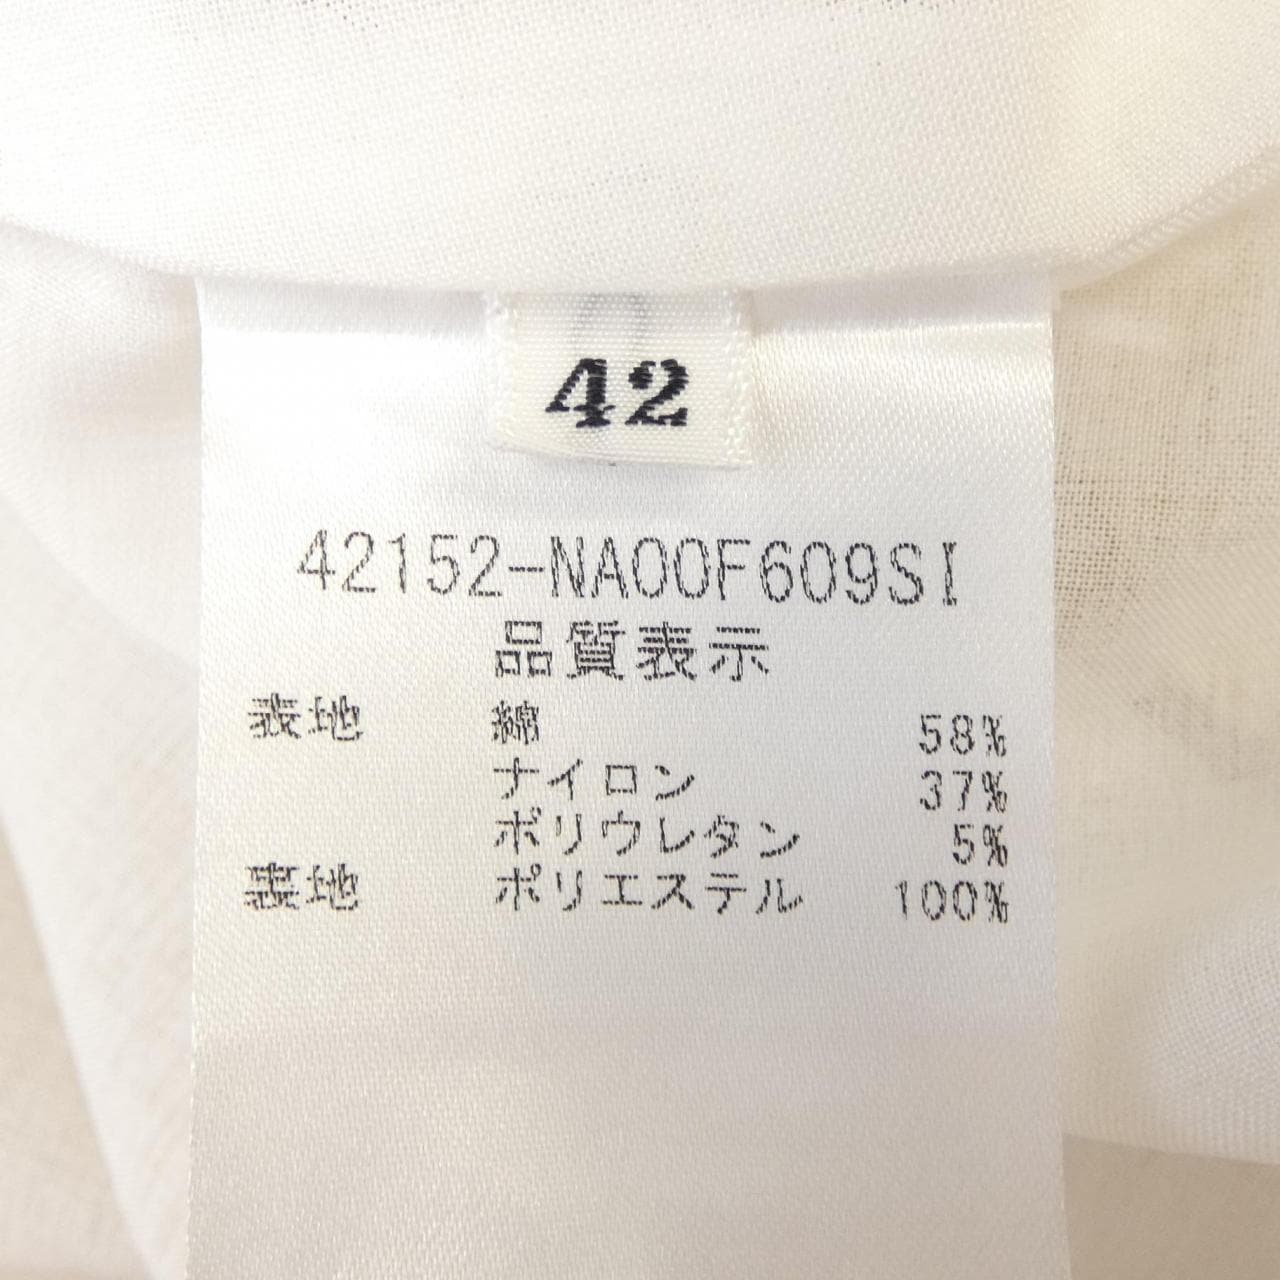 42
42152-NA00F609SI
品質表示
表地 綿 58%
ナイロン 37%
ポリウレタン 5%
裏地 ポリエステル 100%